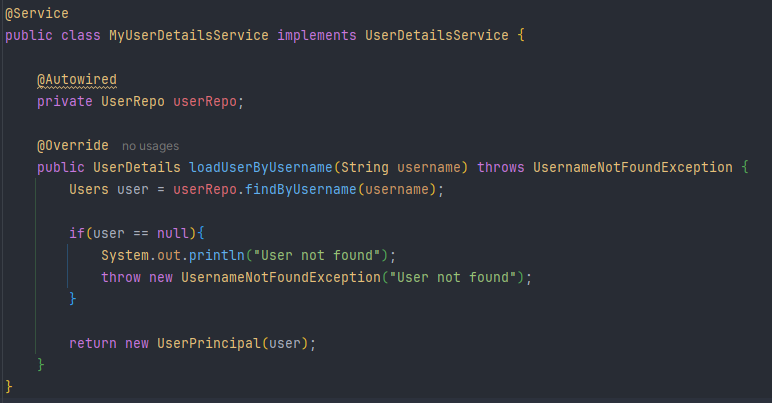 @Service
public class MyUserDetailsService implements UserDetailsService {
@Autowired
private UserRepo userRepo;
@Override no usages
public UserDetails loadUserByUsername(String username) throws UsernameNotFoundException {
Users user = userRepo.findByUsername(username);
if(user == null){
System.out.println("User not found");
throw new UsernameNotFoundException("User not found");
}
return new UserPrincipal(user);
}
}